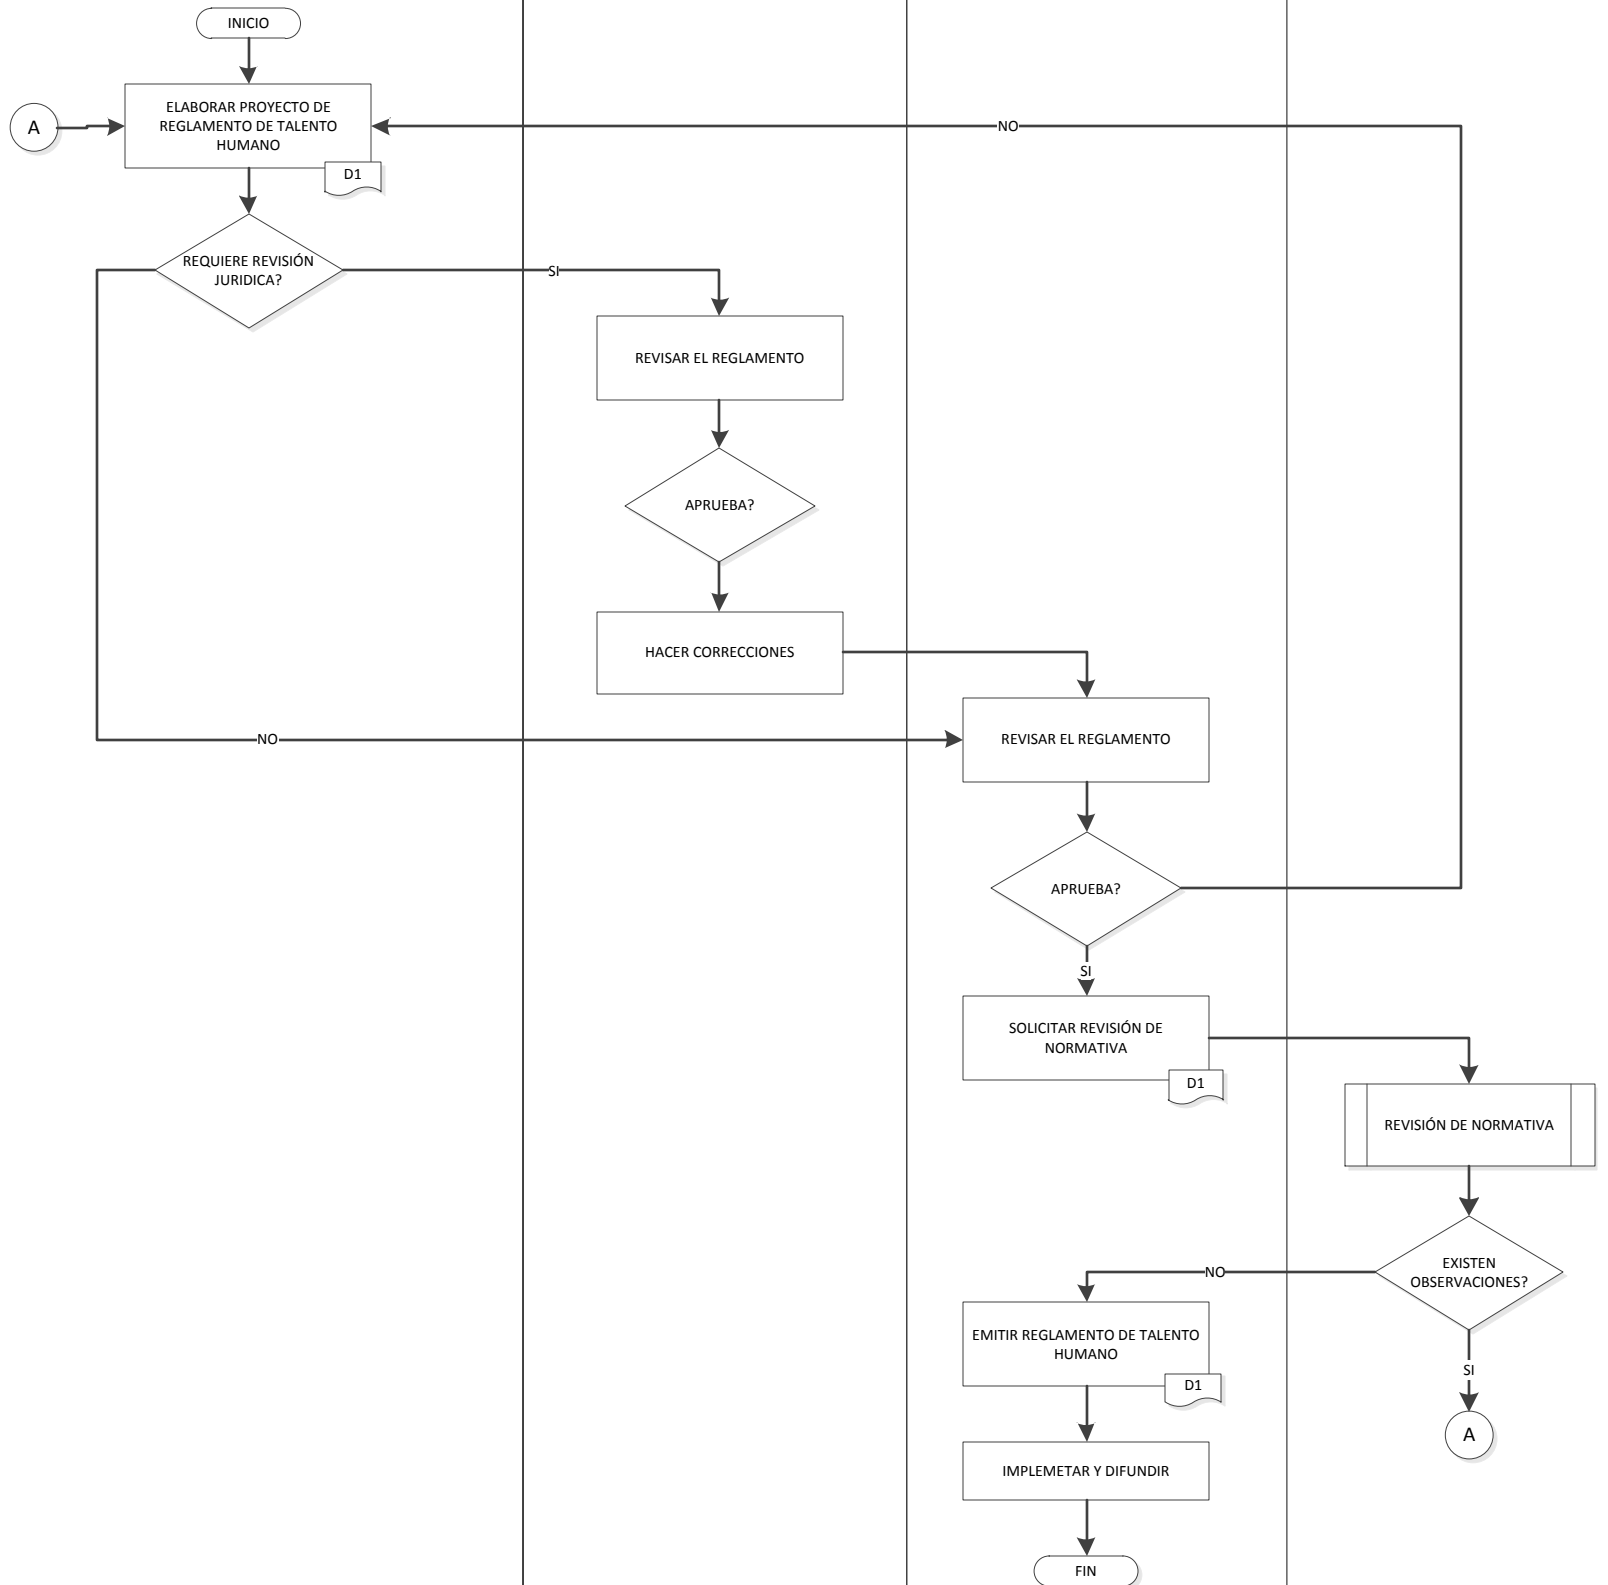 INICIO
ELABORAR PROYECTO DE
REGLAMENTO DE TALENTO
HUMANO
A
NO
D1
REQUIERE REVISIÓN
JURIDICA?
SI
REVISAR EL REGLAMENTO
APRUEBA?
HACER CORRECCIONES
NO
REVISAR EL REGLAMENTO
APRUEBA?
SI
SOLICITAR REVISIÓN DE
NORMATIVA
D1
REVISIÓN DE NORMATIVA
EXISTEN
OBSERVACIONES?
NO
EMITIR REGLAMENTO DE TALENTO
HUMANO
D1
SI
A
IMPLEMETAR Y DIFUNDIR
FIN